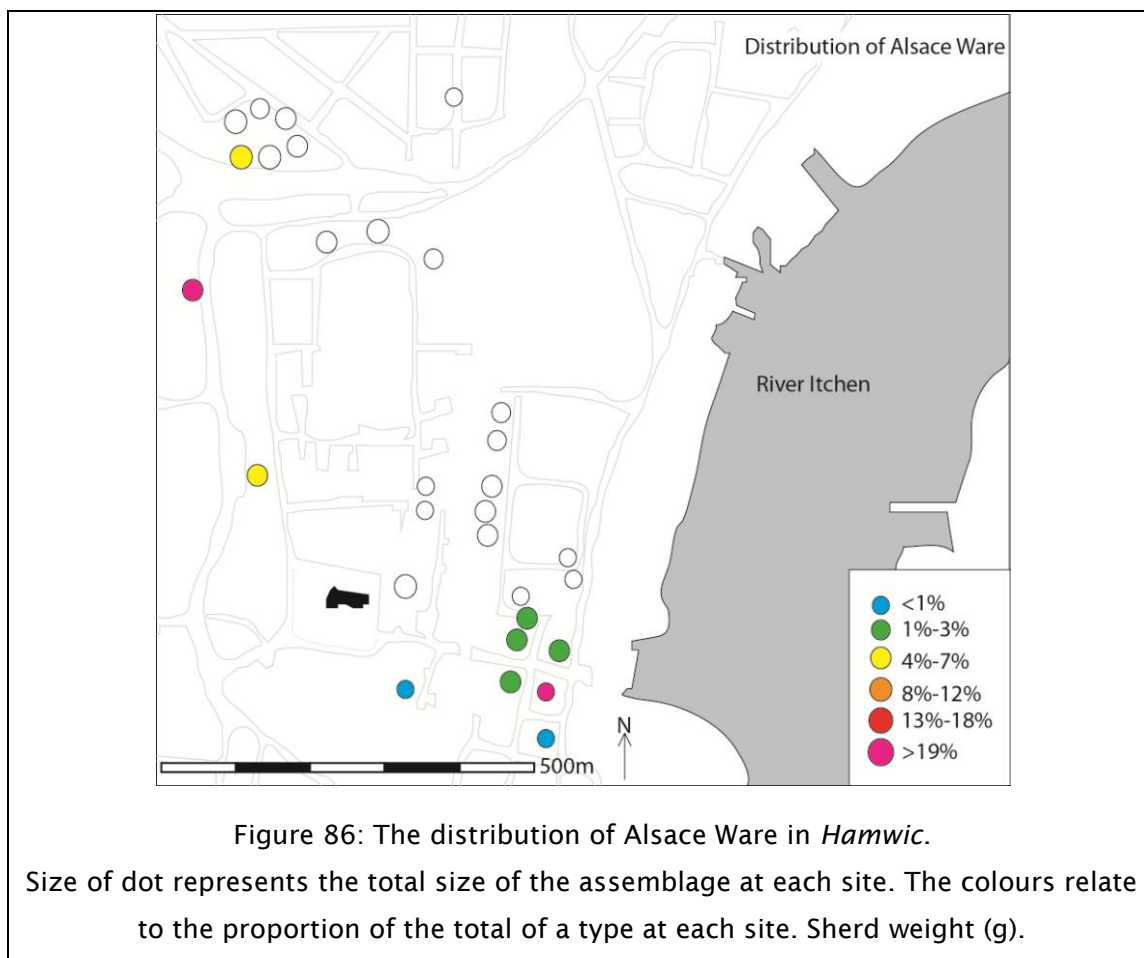 Distribution of Alsace Ware
River Itchen
<1%
1%-3%
4%-7%
8%-12%
13%-18%
>19%
N
500m
Figure 86: The distribution of Alsace Ware in Hamwic.
Size of dot represents the total size of the assemblage at each site. The colours relate
to the proportion of the total of a type at each site. Sherd weight (g).